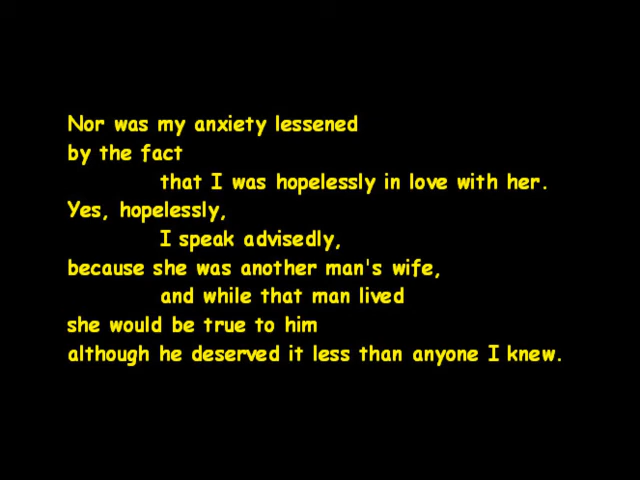 Nor was my anxiety lessened
by the fact
that I was hopelessly in love with her.
Yes, hopelessly,
I speak advisedly,
because she was another man's wife,
and while that man lived
she would be true to him
although he deserved it less than anyone I knew.